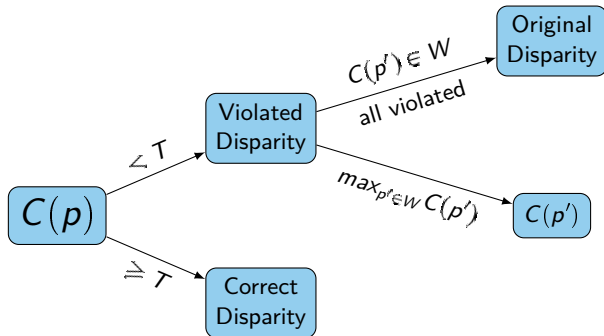 C(p)
< T
≥ T
Violated
Disparity
Correct
Disparity
C(p′) ∈ W
all violated
max_{p′∈W} C(p′)
Original
Disparity
C(p′)